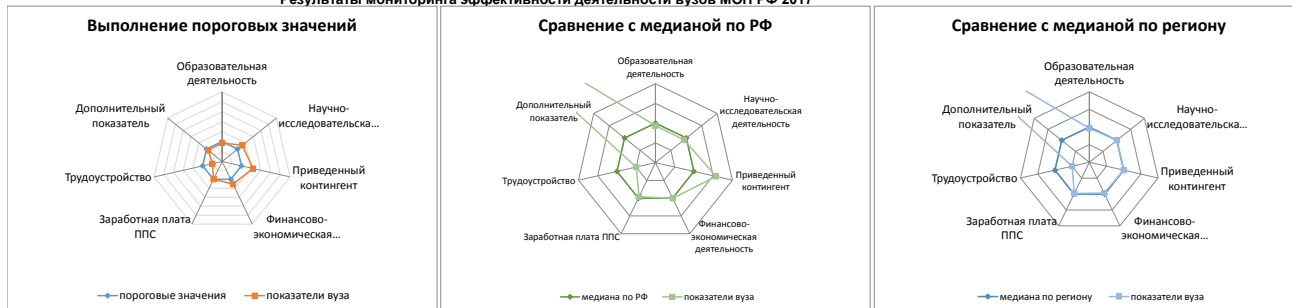 Результаты мониторинга эффективности деятельности вузов МОН РФ 2017
Выполнение пороговых значений
Образовательная
деятельность
Научно-
исследовательска...
Приведенный
контингент
Финансово-
экономическая...
Заработная плата
ППС
Трудоустройство
Дополнительный
показатель
пороговые значения
показатели вуза
Сравнение с медианой по РФ
Образовательная
деятельность
Научно-
исследовательская
деятельность
Приведенный
контингент
Финансово-
экономическая
деятельность
Заработная плата ППС
Трудоустройство
Дополнительный
показатель
медиана по РФ
показатели вуза
Сравнение с медианой по региону
Образовательная
деятельность
Научно-
исследовательска...
Приведенный
контингент
Финансово-
экономическая...
Заработная плата
ППС
Трудоустройство
Дополнительный
показатель
медиана по региону
показатели вуза